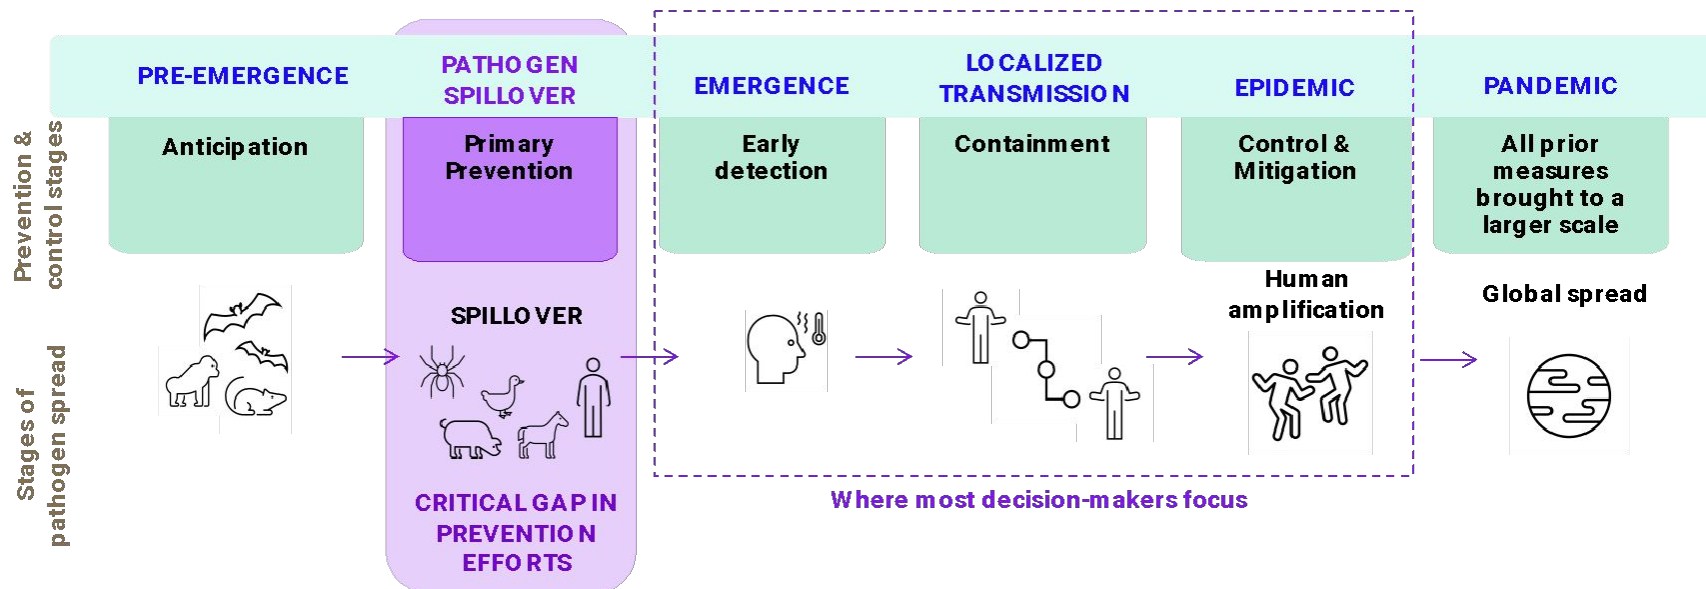 PRE-EMERGENCE
PATHOGEN
SPILLOVER
EMERGENCE
LOCALIZED
TRANSMISSION
EPIDEMIC
PANDEMIC
Prevention &
control stages
Anticipation
Primary
Prevention
Early
detection
Containment
Control &
Mitigation
All prior
measures
brought to a
larger scale
Stages of
pathogen spread
SPILLOVER
Human
amplification
Global spread
CRITICAL GAP IN
PREVENTION
EFFORTS
Where most decision-makers focus